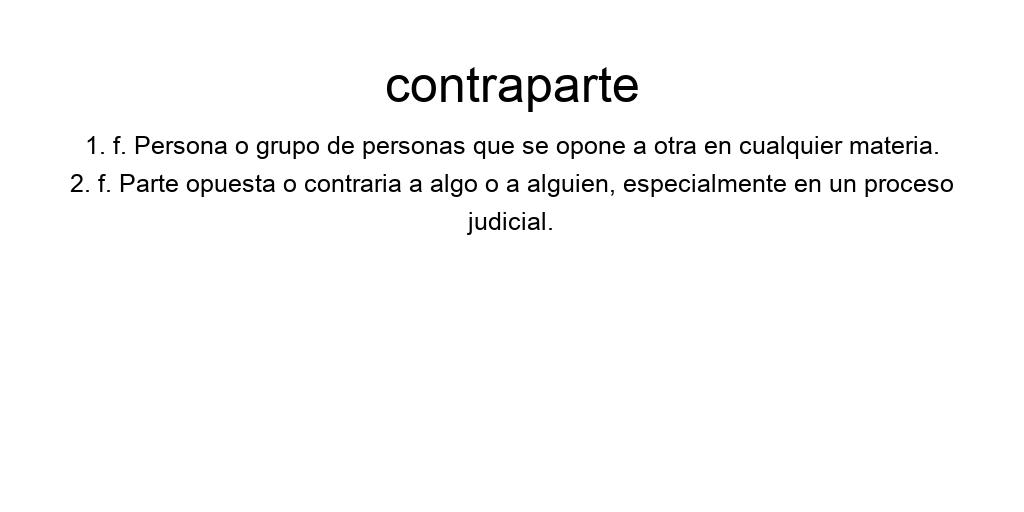 contraparte
1. f. Persona o grupo de personas que se opone a otra en cualquier materia.
2. f. Parte opuesta o contraria a algo o a alguien, especialmente en un proceso
judicial.